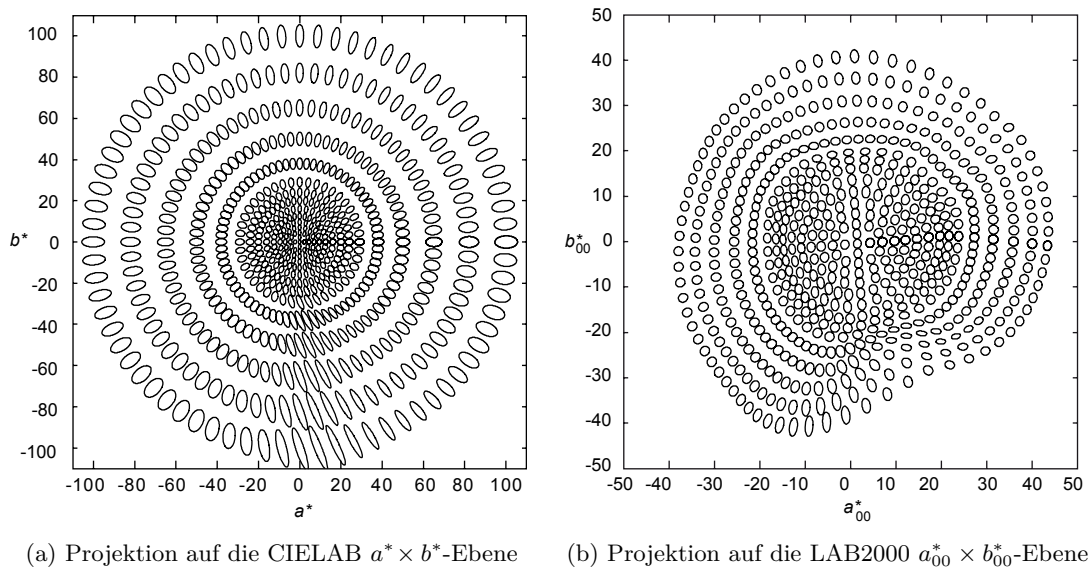 100
80
60
40
20
b* 0
-20
-40
-60
-80
-100
-100 -80 -60 -40 -20 0 20 40 60 80 100
a*
50
40
30
20
10
b*00 0
-10
-20
-30
-40
-50
-50 -40 -30 -20 -10 0 10 20 30 40 50
a*00
(a) Projektion auf die CIELAB a* × b*-Ebene
(b) Projektion auf die LAB2000 a*00 × b*00-Ebene